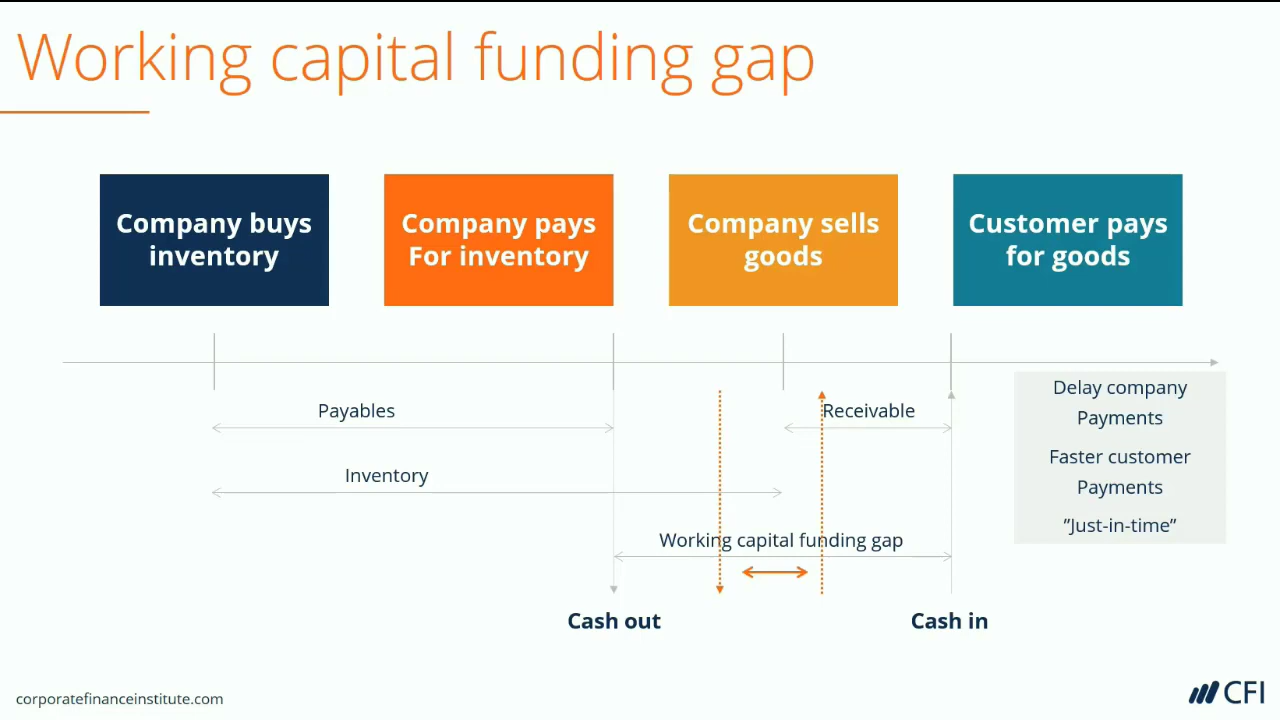 Working capital funding gap
Company buys
inventory
Company pays
For inventory
Company sells
goods
Customer pays
for goods
Payables
Receivable
Inventory
Working capital funding gap
Cash out
Cash in
Delay company
Payments
Faster customer
Payments
”Just-in-time”
corporatefinanceinstitute.com
CFI